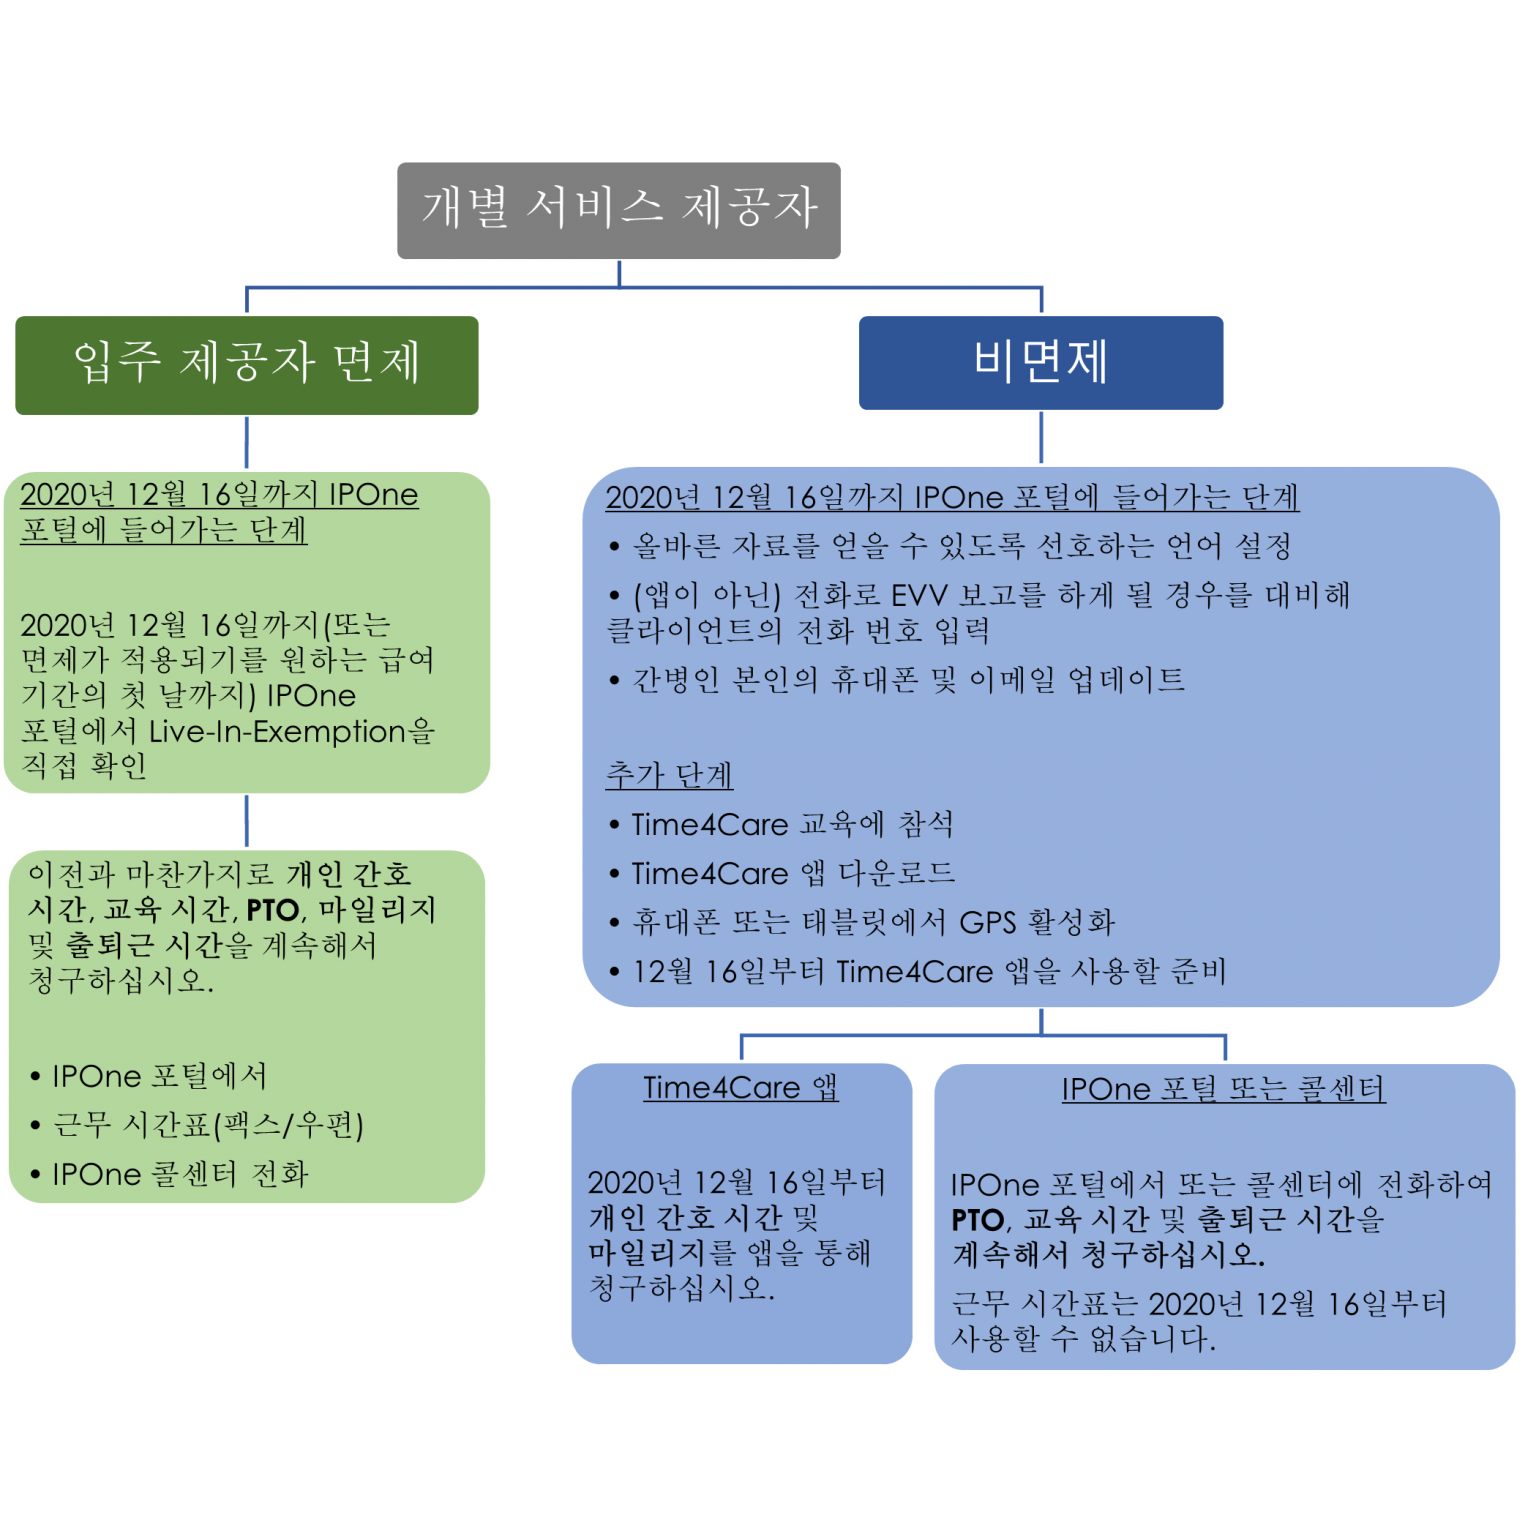 개별 서비스 제공자
입주 제공자 면제
2020년 12월 16일까지 IPOne
포털에 들어가는 단계
2020년 12월 16일까지(또는
면제가 적용되기를 원하는 급여
기간의 첫 날까지) IPOne
포털에서 Live-In-Exemption을
직접 확인
이전과 마찬가지로 개인 간호
시간, 교육 시간, PTO, 마일리지
및 출퇴근 시간을 계속해서
청구하십시오.
• IPOne 포털에서
• 근무 시간표(팩스/우편)
• IPOne 콜센터 전화
비면제
2020년 12월 16일까지 IPOne 포털에 들어가는 단계
• 올바른 자료를 얻을 수 있도록 선호하는 언어 설정
• (앱이 아닌) 전화로 EVV 보고를 하게 될 경우를 대비해
클라이언트의 전화 번호 입력
• 간병인 본인의 휴대폰 및 이메일 업데이트
추가 단계
• Time4Care 교육에 참석
• Time4Care 앱 다운로드
• 휴대폰 또는 태블릿에서 GPS 활성화
• 12월 16일부터 Time4Care 앱을 사용할 준비
Time4Care 앱
2020년 12월 16일부터
개인 간호 시간 및
마일리지를 앱을 통해
청구하십시오.
IPOne 포털 또는 콜센터
IPOne 포털에서 또는 콜센터에 전화하여
PTO, 교육 시간 및 출퇴근 시간을
계속해서 청구하십시오.
근무 시간표는 2020년 12월 16일부터
사용할 수 없습니다.